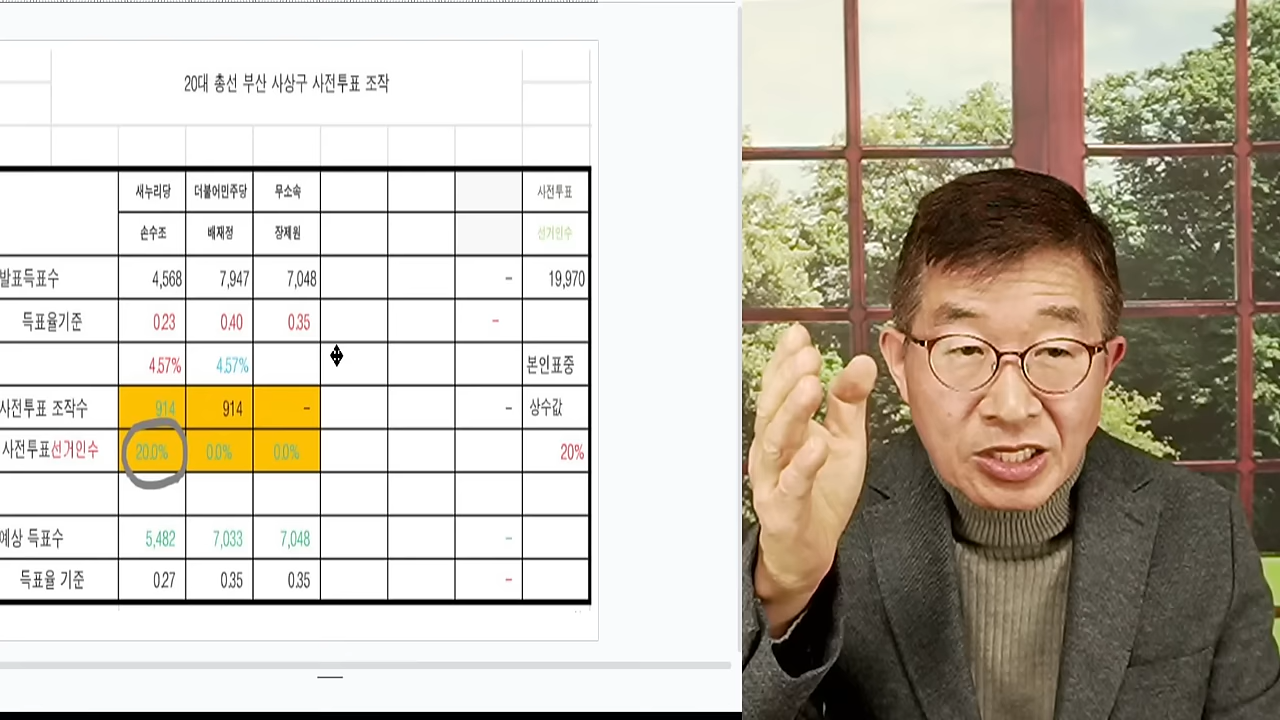 20대 총선 부산 사상구 사전투표 조작
새누리당 더불어민주당 무소속 사전투표
손수조 배재정 장제원 선거인수
발표득표수 4,568 7,947 7,048 – 19,970
득표율기준 0.23 0.40 0.35 –
4.57% 4.57% 본인표중
사전투표 조작수 914 914 – – 상수값
사전투표선거인수 20.0% 0.0% 0.0% 20%
예상 득표수 5,482 7,033 7,048 –
득표율 기준 0.27 0.35 0.35 –